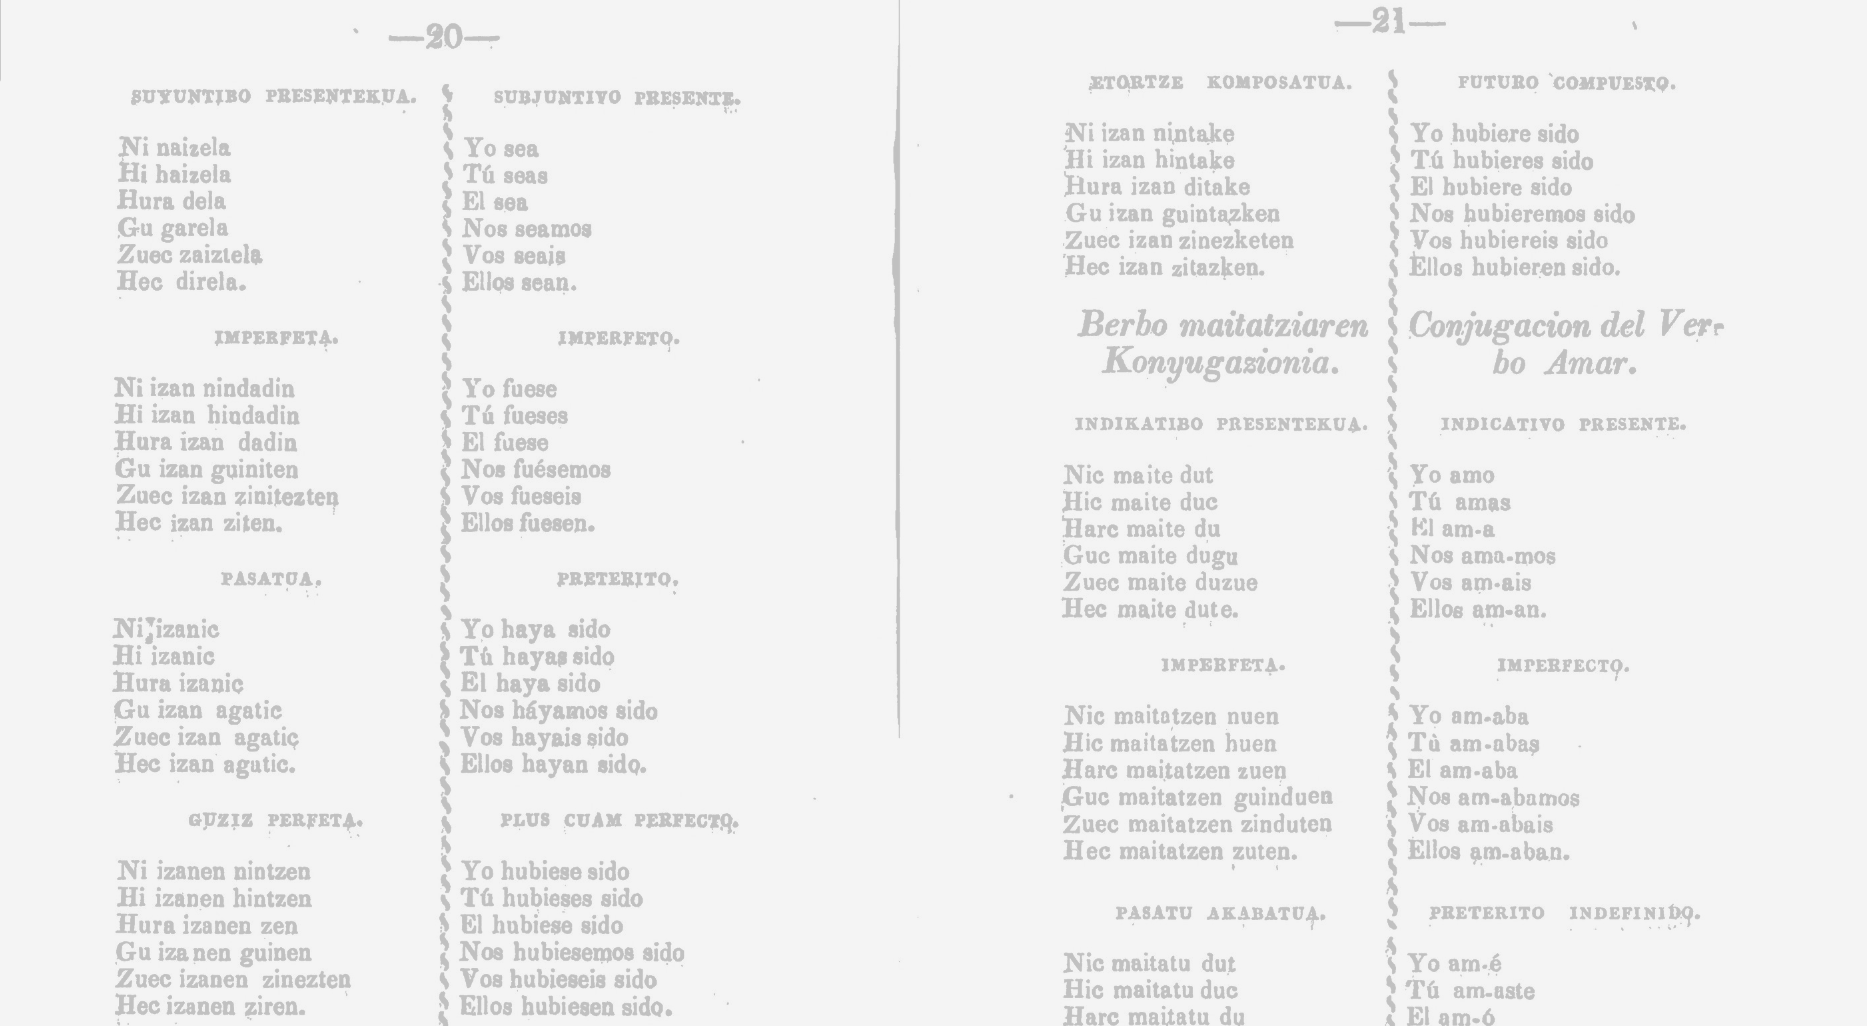 —20—
SUYUNTIBO PRESENTEKUA.
Ni naizela
Hi haizela
Hura dela
Gu garela
Zuec zaiztela
Hec direla.
IMPERFETA.
Ni izan nindadin
Hi izan hindadin
Hura izan dadin
Gu izan guiniten
Zuec izan zinitezten
Hec izan ziten.
PASATUA.
Ni izanic
Hi izanic
Hura izanic
Gu izan agatic
Zuec izan agatic
Hec izan agatic.
GUZIZ PERFETA.
Ni izanen nintzen
Hi izanen hintzen
Hura izanen zen
Gu izanen guinen
Zuec izanen zinezten
Hec izanen ziren.
SUBJUNTIVO PRESENTE.
Yo sea
Tú seas
El sea
Nos seamos
Vos seais
Ellos sean.
IMPERFETO.
Yo fuese
Tú fueses
El fuese
Nos fuésemos
Vos fueseis
Ellos fuesen.
PRETERITO.
Yo haya sido
Tú hayas sido
El haya sido
Nos háyamos sido
Vos hayais sido
Ellos hayan sido.
PLUS CUAM PERFECTO.
Yo hubiese sido
Tú hubieses sido
El hubiese sido
Nos hubiesemos sido
Vos hubieseis sido
Ellos hubiesen sido.
—21—
ETORTZE KOMPOSATUA.
Ni izan nintake
Hi izan hintake
Hura izan ditake
Gu izan guintazken
Zuec izan zinezketen
Hec izan zitazken.
Berbo maitatziaren
Konyugazionia.
INDIKATIBO PRESENTEKUA.
Nic maite dut
Hic maite duc
Harc maite du
Guc maite dugu
Zuec maite duzue
Hec maite dute.
IMPERFETA.
Nic maitatzen nuen
Hic maitatzen huen
Harc maitatzen zuen
Guc maitatzen guinduen
Zuec maitatzen zinduten
Hec maitatzen zuten.
PASATU AKABATUA.
Nic maitatu dut
Hic maitatu duc
Harc maitatu du
FUTURO COMPUESTO.
Yo hubiere sido
Tú hubieres sido
El hubiere sido
Nos hubieremos sido
Vos hubiereis sido
Ellos hubieren sido.
Conjugacion del Ver-
bo Amar.
INDICATIVO PRESENTE.
Yo amo
Tú amas
El am-a
Nos ama-mos
Vos am-ais
Ellos am-an.
IMPERFECTO.
Yo am-aba
Tù am-abas
El am-aba
Nos am-abamos
Vos am-abais
Ellos am-aban.
PRETERITO INDEFINIDO.
Yo am-é
Tú am-aste
El am-ó